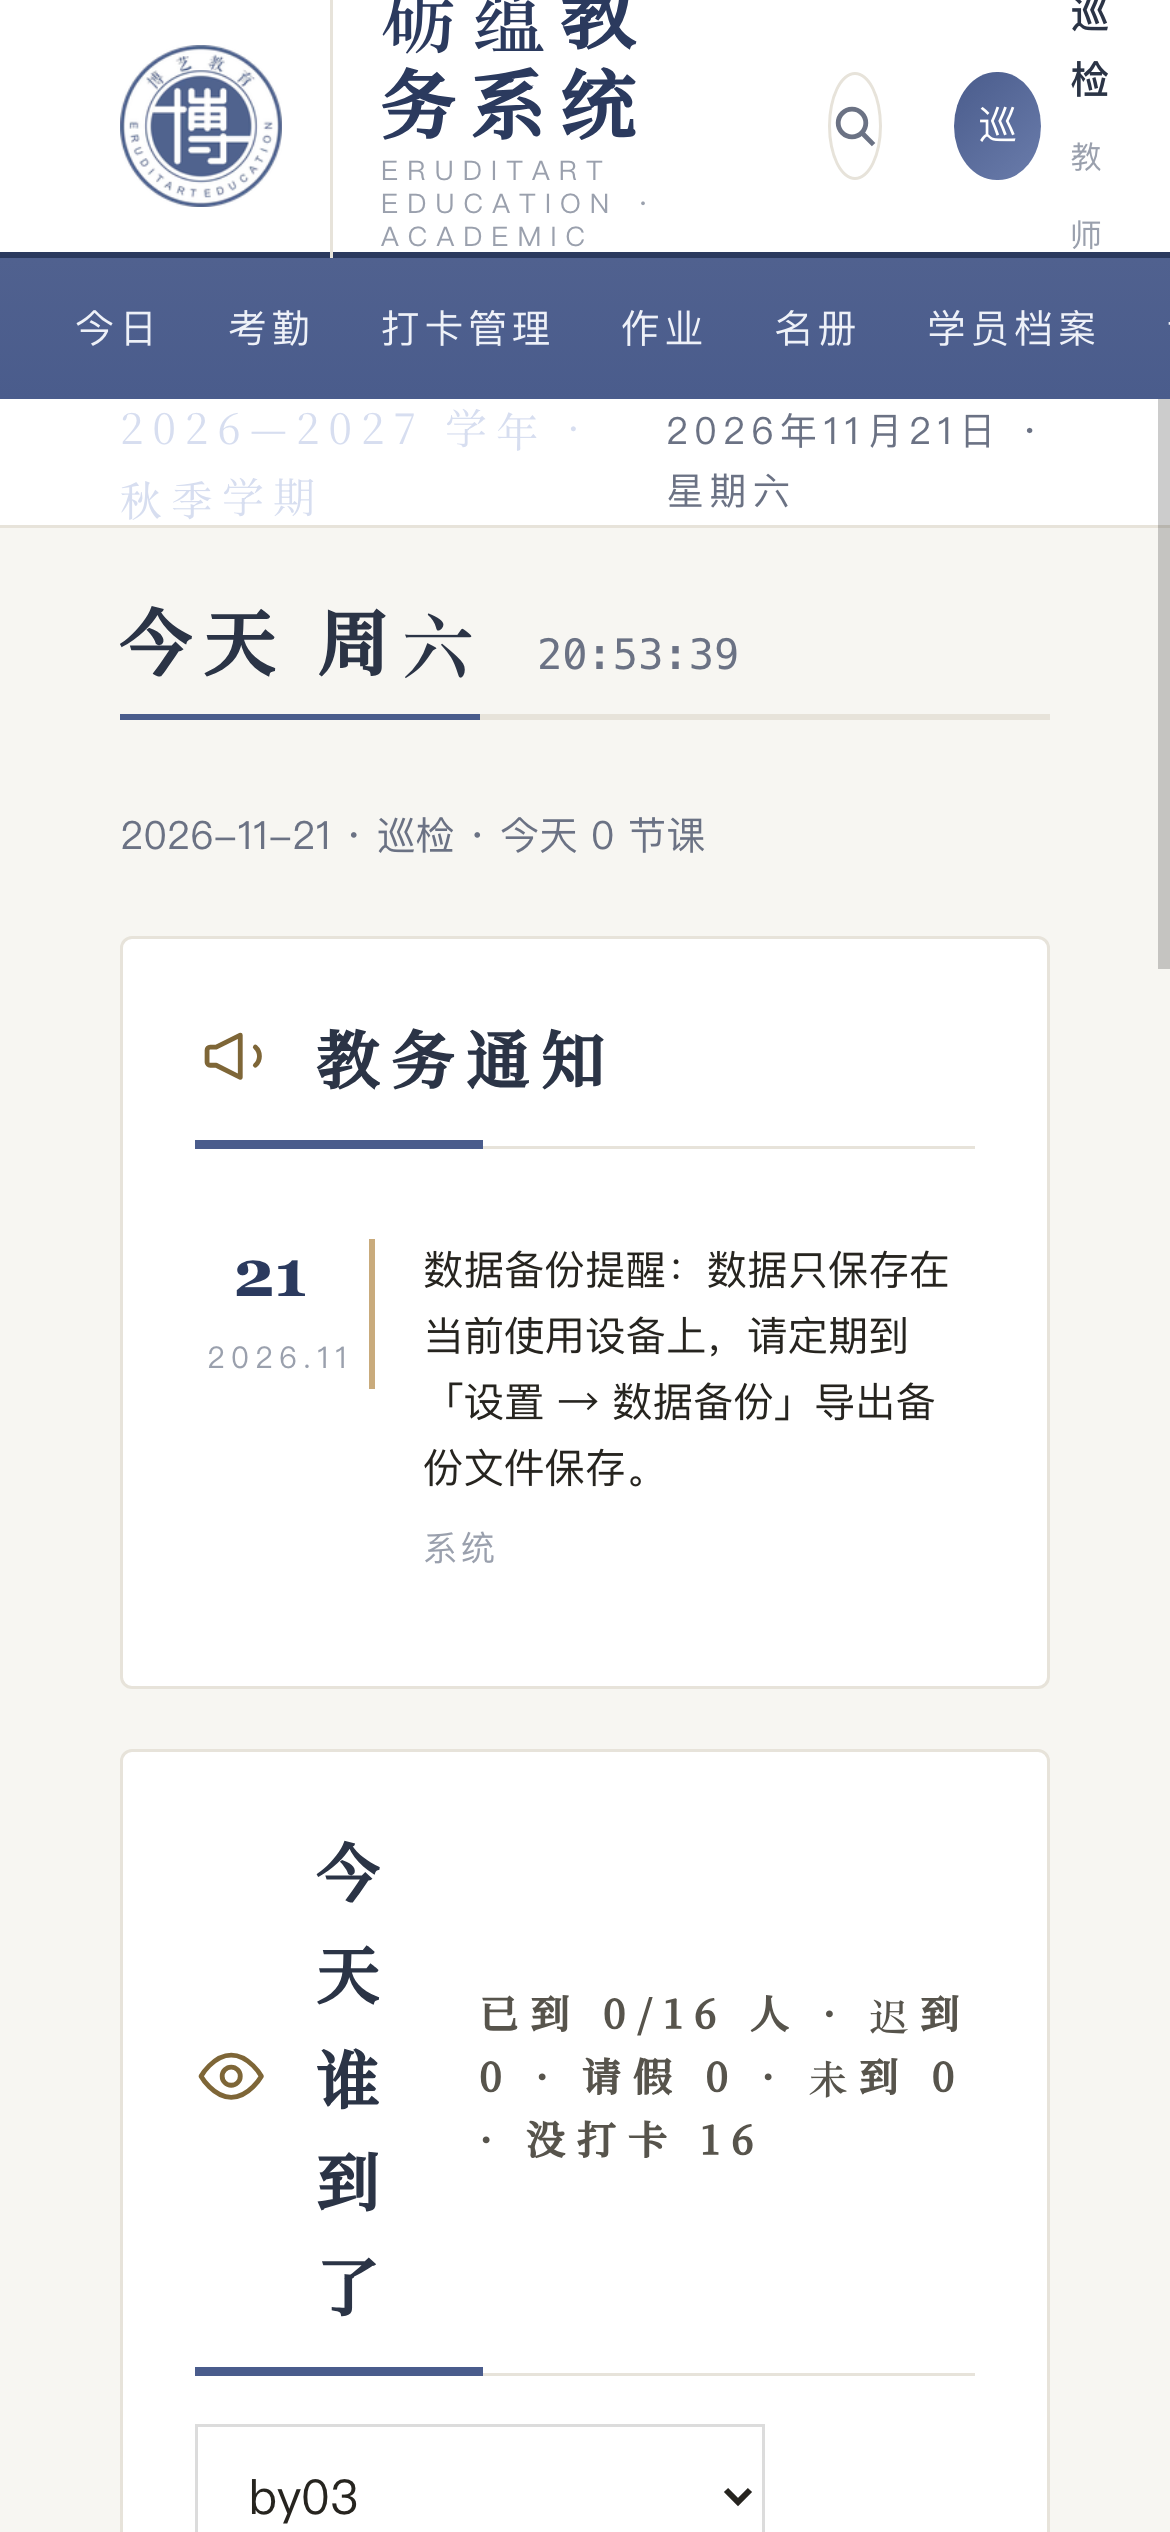 博艺教育
博
ERUDITARTEDUCATION
砺蕴教
务系统
ERUDITART
EDUCATION ·
ACADEMIC
巡
巡
检
教
师
今日 考勤 打卡管理 作业 名册 学员档案
2026—2027 学年 ·
秋季学期
2026年11月21日 ·
星期六
今天 周六 20:53:39
2026-11-21 · 巡检 · 今天 0 节课
教务通知
21
2026.11
数据备份提醒：数据只保存在
当前使用设备上，请定期到
「设置 → 数据备份」导出备
份文件保存。
系统
今
天
谁
到
了
已到 0/16 人 · 迟到
0 · 请假 0 · 未到 0
· 没打卡 16
by03